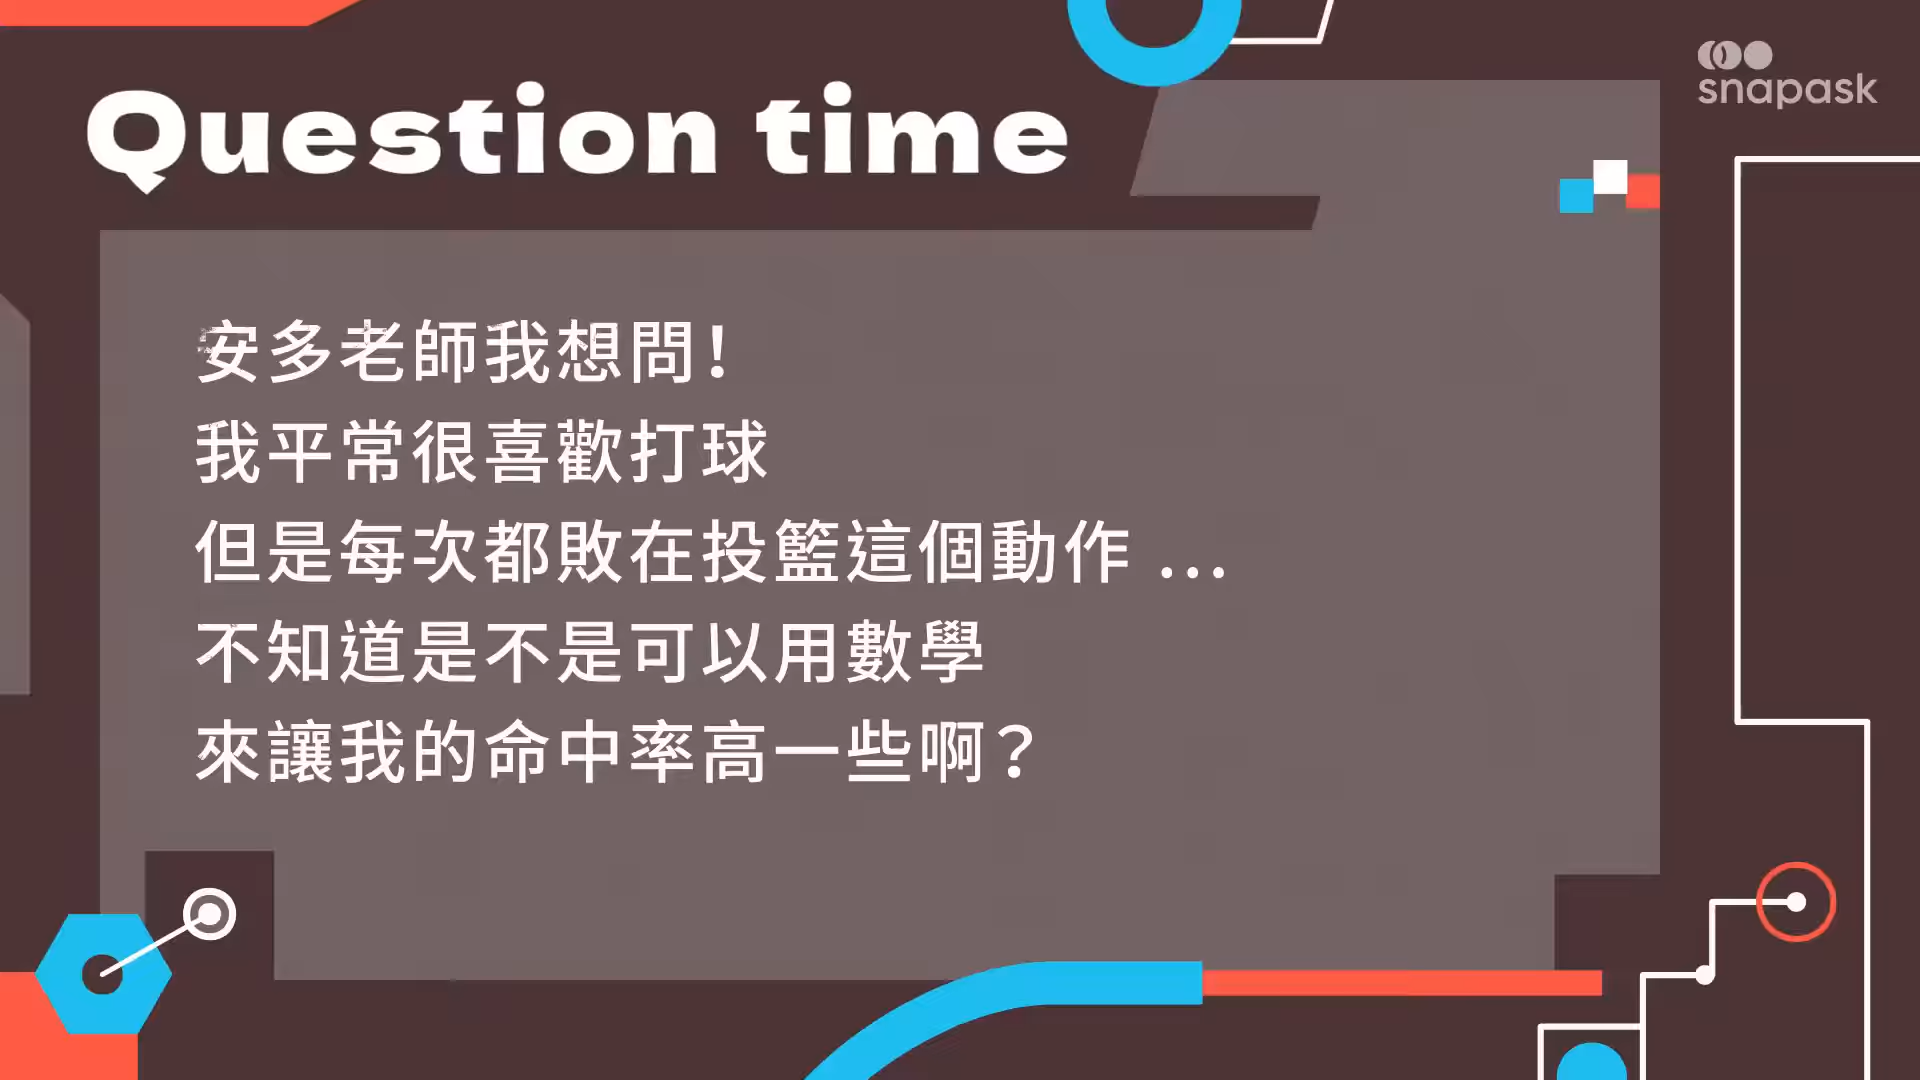 Question time
snapask
安多老師我想問！
我平常很喜歡打球
但是每次都敗在投籃這個動作 ...
不知道是不是可以用數學
來讓我的命中率高一些啊？